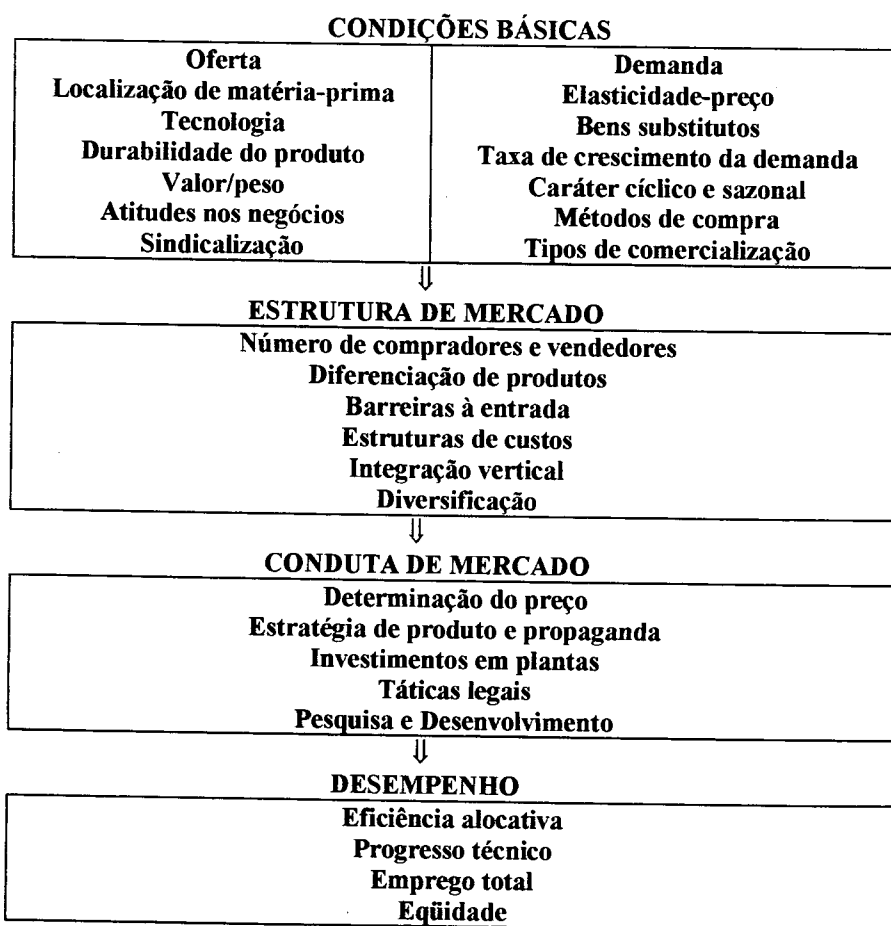 CONDIÇÕES BÁSICAS
Oferta
Localização de matéria-prima
Tecnologia
Durabilidade do produto
Valor/peso
Atitudes nos negócios
Sindicalização
Demanda
Elasticidade-preço
Bens substitutos
Taxa de crescimento da demanda
Caráter cíclico e sazonal
Métodos de compra
Tipos de comercialização
⇓
ESTRUTURA DE MERCADO
Número de compradores e vendedores
Diferenciação de produtos
Barreiras à entrada
Estruturas de custos
Integração vertical
Diversificação
⇓
CONDUTA DE MERCADO
Determinação do preço
Estratégia de produto e propaganda
Investimentos em plantas
Táticas legais
Pesquisa e Desenvolvimento
⇓
DESEMPENHO
Eficiência alocativa
Progresso técnico
Emprego total
Eqüidade